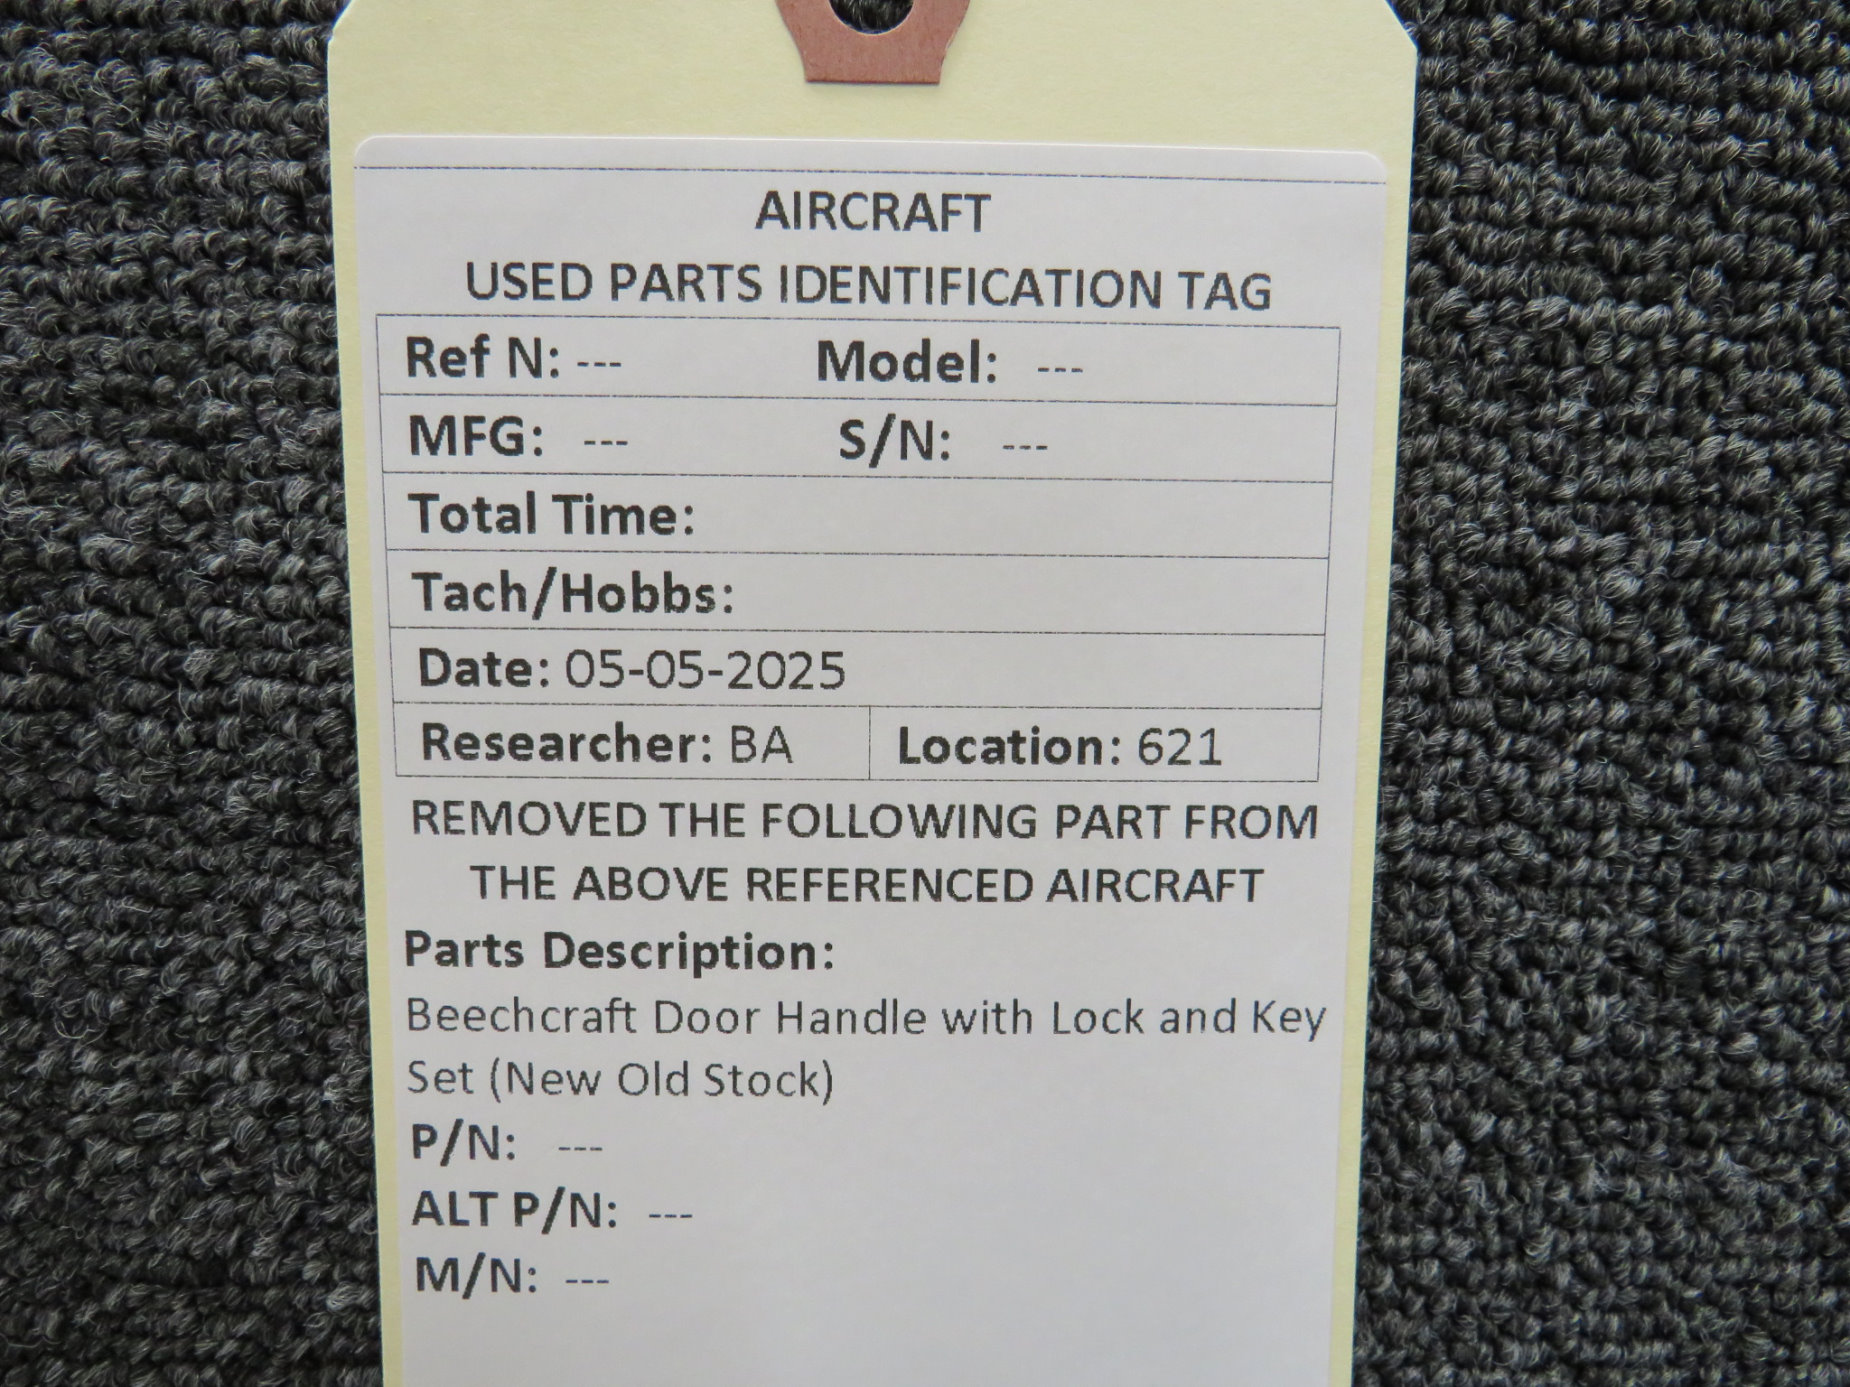 AIRCRAFT
USED PARTS IDENTIFICATION TAG
Ref N: --- Model: ---
MFG: --- S/N: ---
Total Time:
Tach/Hobbs:
Date: 05-05-2025
Researcher: BA Location: 621
REMOVED THE FOLLOWING PART FROM
THE ABOVE REFERENCED AIRCRAFT
Parts Description:
Beechcraft Door Handle with Lock and Key
Set (New Old Stock)
P/N: ---
ALT P/N: ---
M/N: ---